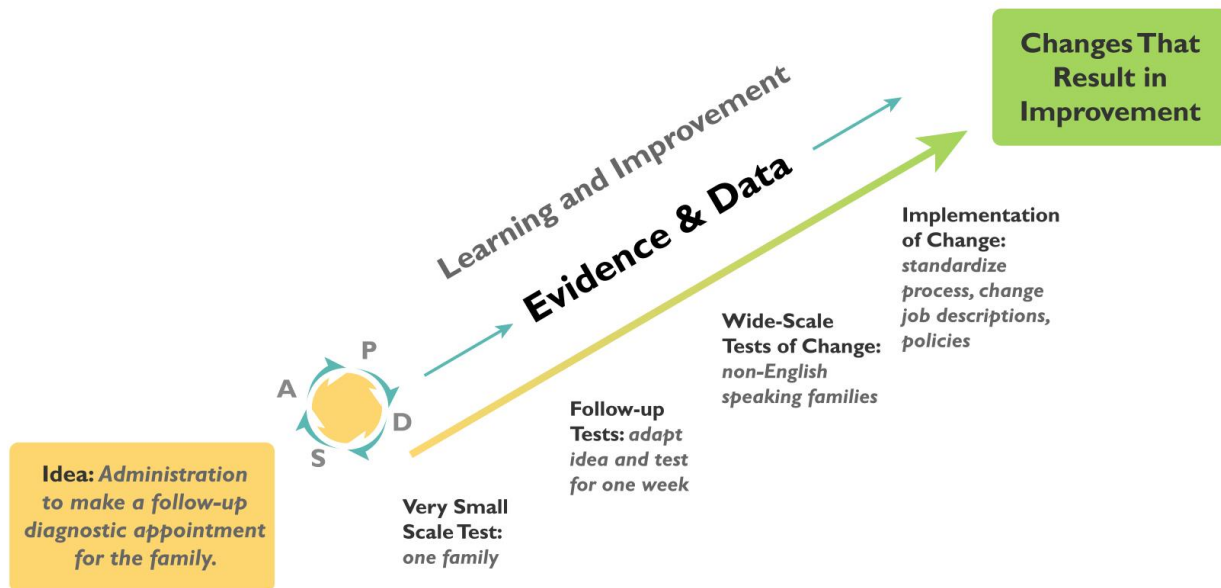 Changes That
Result in
Improvement
Learning and Improvement
Evidence & Data
P
A
D
S
Idea: Administration
to make a follow-up
diagnostic appointment
for the family.
Very Small
Scale Test:
one family
Follow-up
Tests: adapt
idea and test
for one week
Wide-Scale
Tests of Change:
non-English
speaking families
Implementation
of Change:
standardize
process, change
job descriptions,
policies